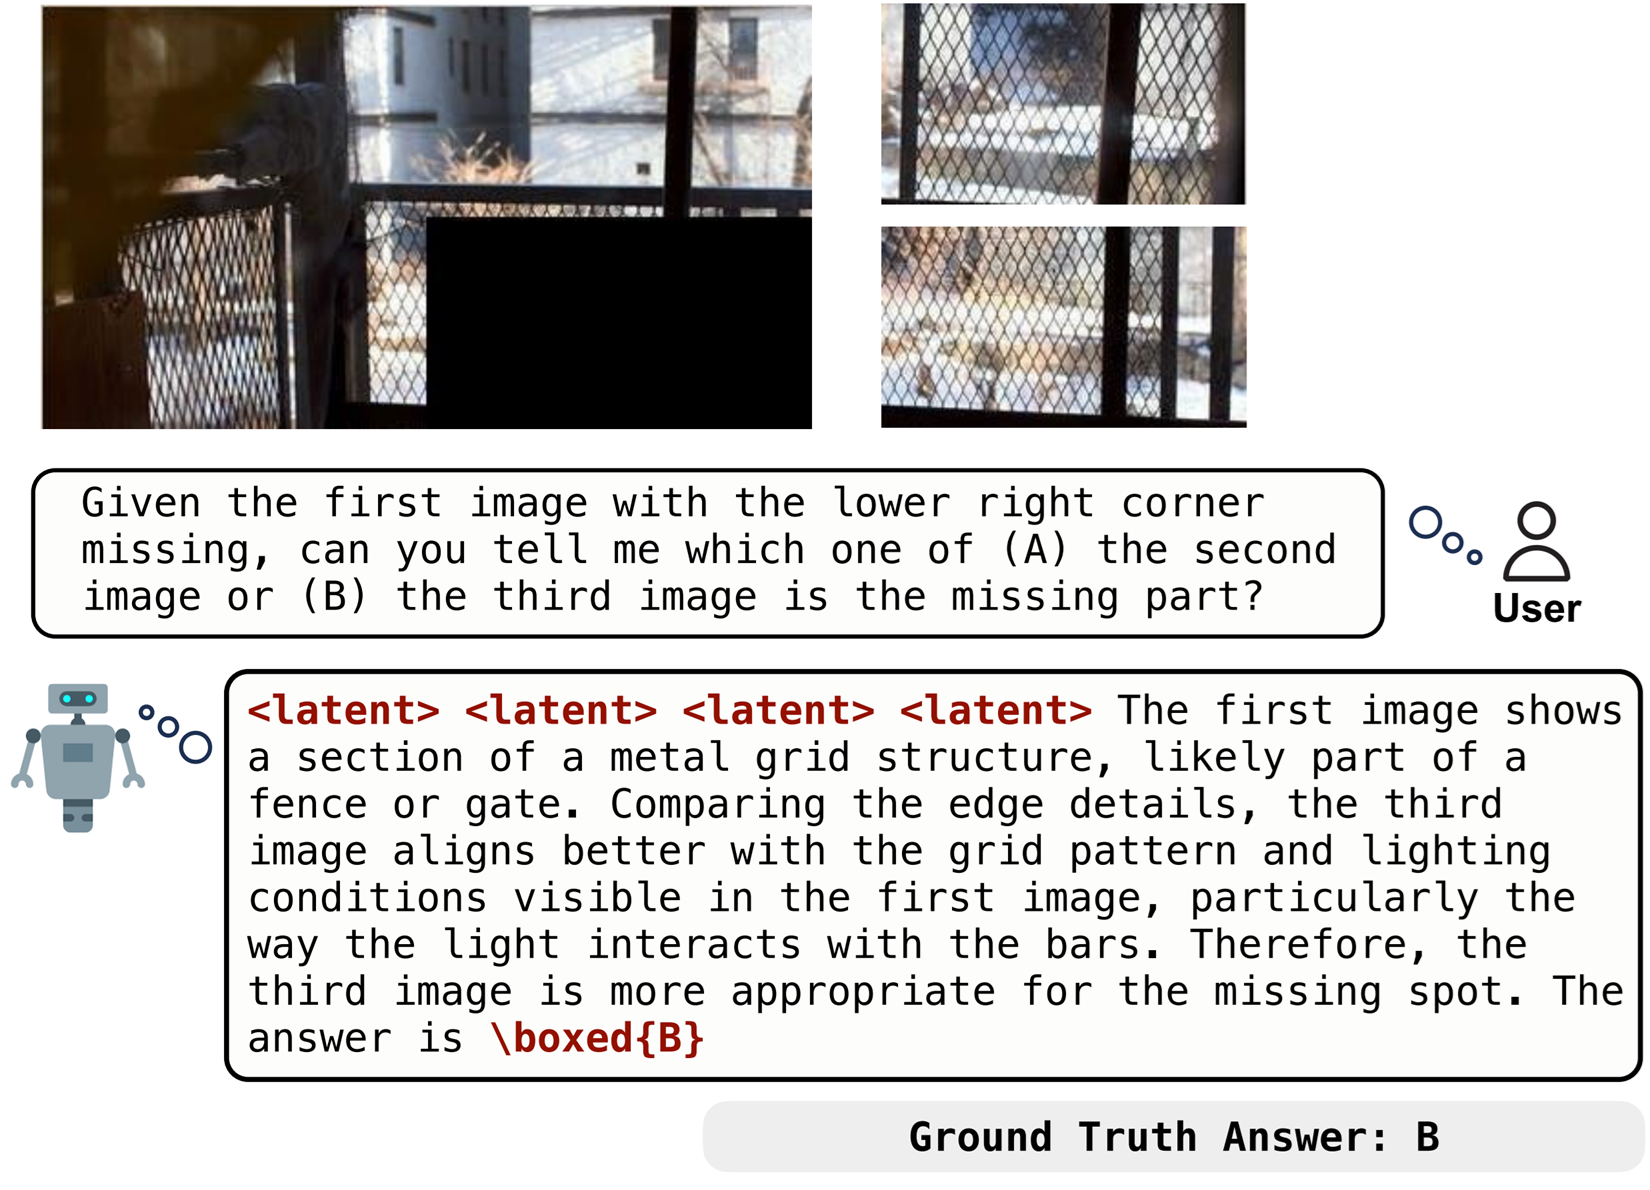 Given the first image with the lower right corner
missing, can you tell me which one of (A) the second
image or (B) the third image is the missing part?
User
<latent> <latent> <latent> <latent> The first image shows
a section of a metal grid structure, likely part of a
fence or gate. Comparing the edge details, the third
image aligns better with the grid pattern and lighting
conditions visible in the first image, particularly the
way the light interacts with the bars. Therefore, the
third image is more appropriate for the missing spot. The
answer is \boxed{B}
Ground Truth Answer: B